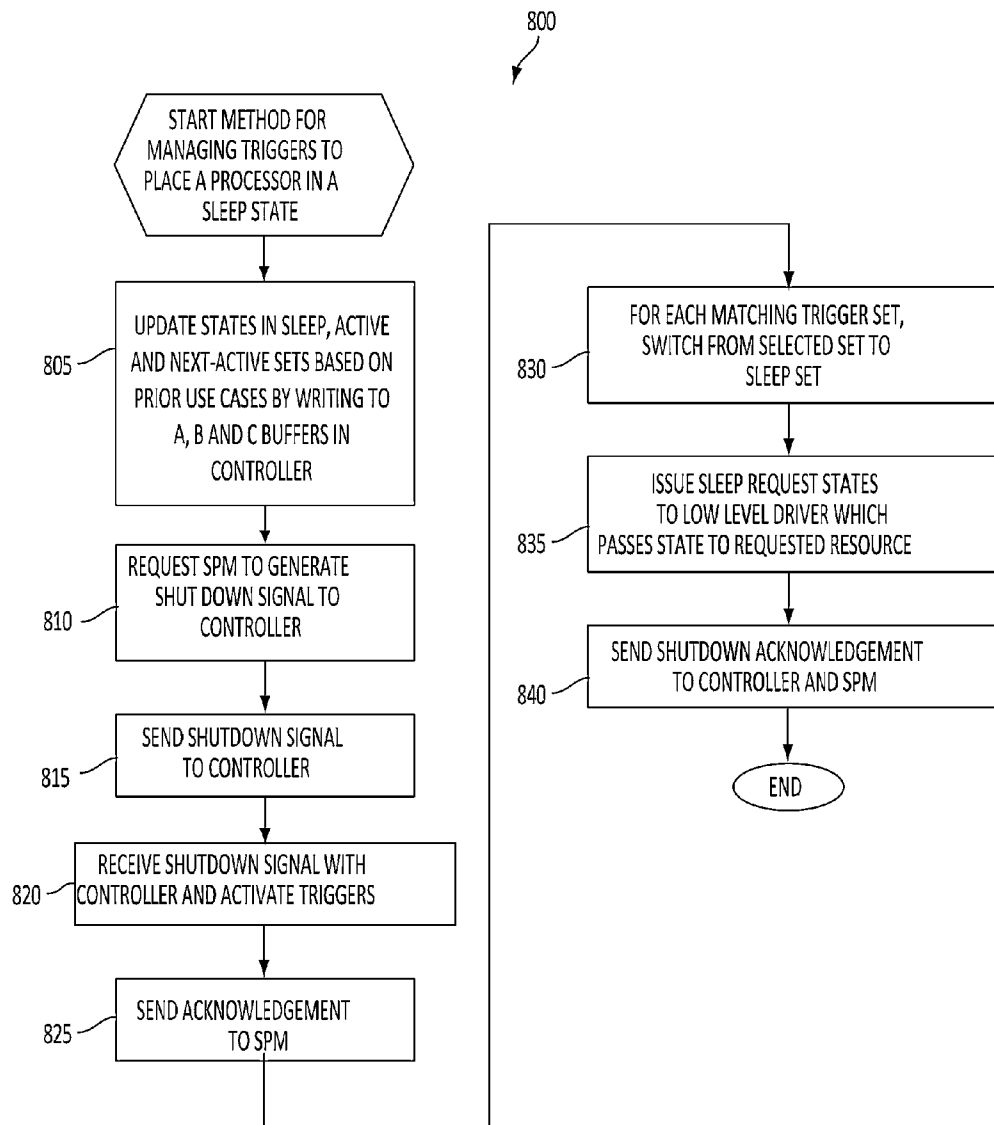 800
START METHOD FOR
MANAGING TRIGGERS TO
PLACE A PROCESSOR IN A
SLEEP STATE
805
UPDATE STATES IN SLEEP, ACTIVE
AND NEXT-ACTIVE SETS BASED ON
PRIOR USE CASES BY WRITING TO
A, B AND C BUFFERS IN
CONTROLLER
810
REQUEST SPM TO GENERATE
SHUT DOWN SIGNAL TO
CONTROLLER
815
SEND SHUTDOWN SIGNAL
TO CONTROLLER
820
RECEIVE SHUTDOWN SIGNAL WITH
CONTROLLER AND ACTIVATE TRIGGERS
825
SEND ACKNOWLEDGEMENT
TO SPM
830
FOR EACH MATCHING TRIGGER SET,
SWITCH FROM SELECTED SET TO
SLEEP SET
835
ISSUE SLEEP REQUEST STATES
TO LOW LEVEL DRIVER WHICH
PASSES STATE TO REQUESTED RESOURCE
840
SEND SHUTDOWN ACKNOWLEDGEMENT
TO CONTROLLER AND SPM
END